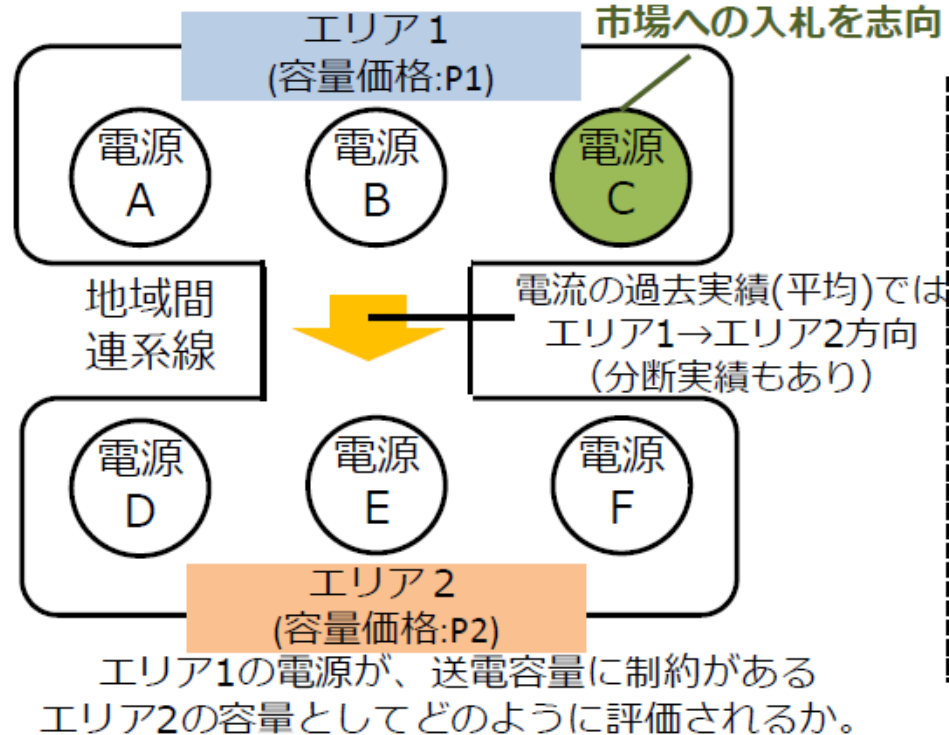 市場への入札を志向
エリア1
(容量価格:P1)
電源
A
電源
B
電源
C
地域間
連系線
電流の過去実績(平均)では
エリア1→エリア2方向
（分断実績もあり）
電源
D
電源
E
電源
F
エリア2
(容量価格:P2)
エリア1の電源が、送電容量に制約がある
エリア2の容量としてどのように評価されるか。